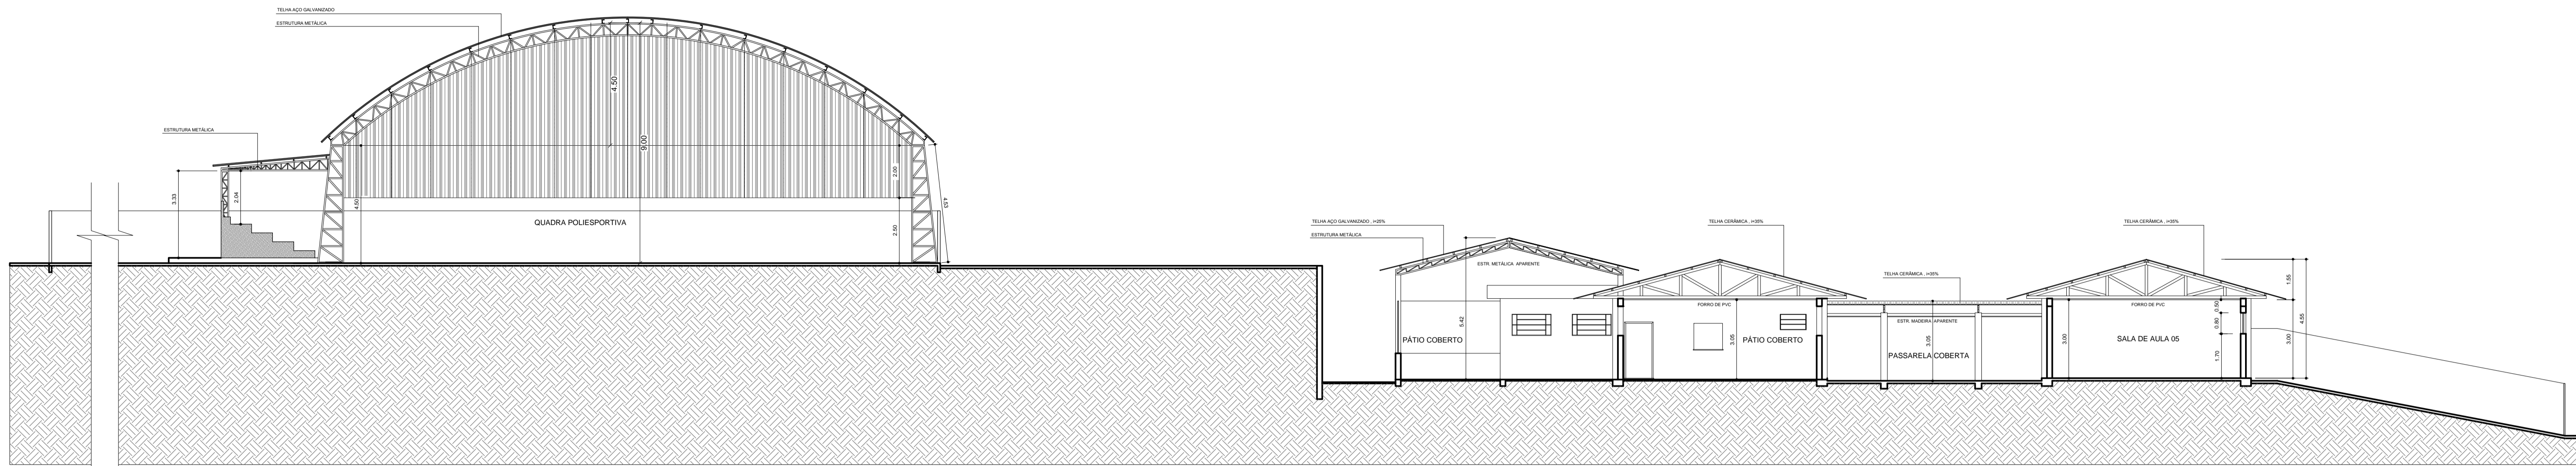 TELHA AÇO GALVANIZADO
ESTRUTURA METÁLICA
ESTRUTURA METÁLICA
4.50
9.00
3.33
2.04
4.50
2.00
2.50
4.53
QUADRA POLIESPORTIVA
TELHA AÇO GALVANIZADO , i=25%
ESTRUTURA METÁLICA
ESTR. METÁLICA APARENTE
5.42
PÁTIO COBERTO
TELHA CERÂMICA , i=35%
FORRO DE PVC
3.05
PÁTIO COBERTO
TELHA CERÂMICA , i=35%
ESTR. MADEIRA APARENTE
3.05
PASSARELA COBERTA
TELHA CERÂMICA , i=35%
FORRO DE PVC
3.00
SALA DE AULA 05
0.50
0.80
1.70
1.55
3.00
4.55